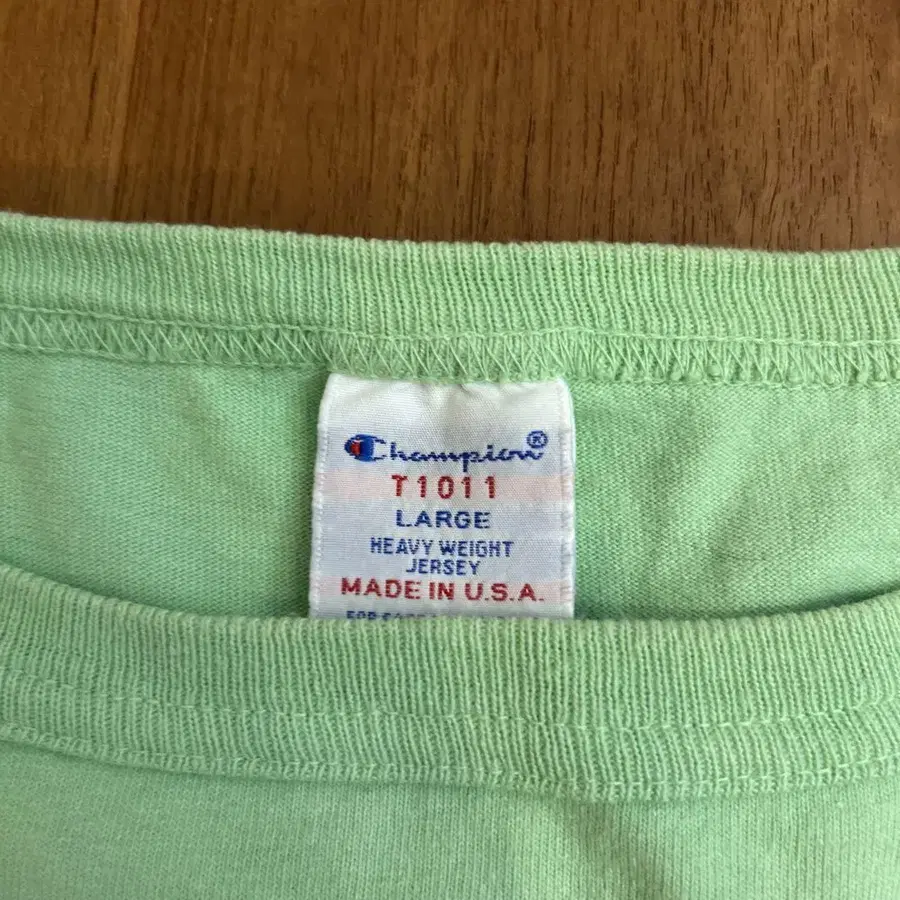 Champion®
T1011
LARGE
HEAVY WEIGHT
JERSEY
MADE IN U.S.A.